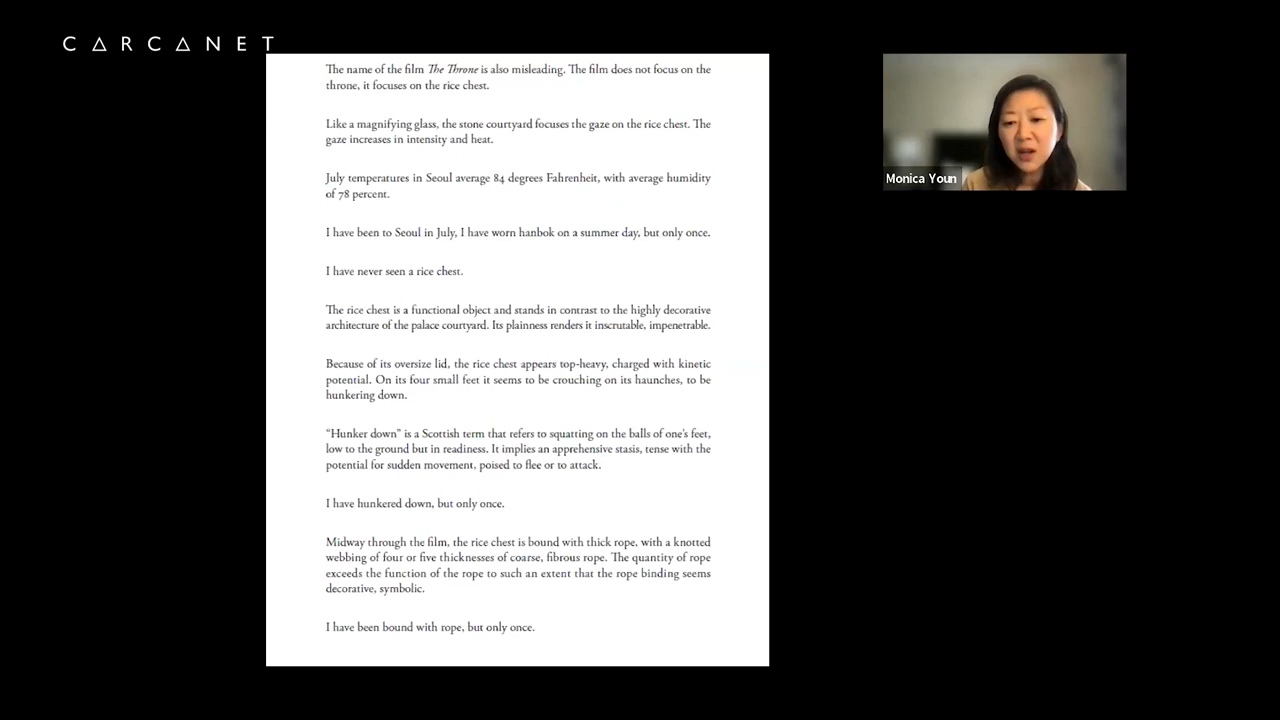 CARCANET
The name of the film The Throne is also misleading. The film does not focus on the
throne, it focuses on the rice chest.
Like a magnifying glass, the stone courtyard focuses the gaze on the rice chest. The
gaze increases in intensity and heat.
July temperatures in Seoul average 84 degrees Fahrenheit, with average humidity
of 78 percent.
I have been to Seoul in July, I have worn hanbok on a summer day, but only once.
I have never seen a rice chest.
The rice chest is a functional object and stands in contrast to the highly decorative
architecture of the palace courtyard. Its plainness renders it inscrutable, impenetrable.
Because of its oversize lid, the rice chest appears top-heavy, charged with kinetic
potential. On its four small feet it seems to be crouching on its haunches, to be
hunkering down.
“Hunker down” is a Scottish term that refers to squatting on the balls of one’s feet,
low to the ground but in readiness. It implies an apprehensive stasis, tense with the
potential for sudden movement, poised to flee or to attack.
I have hunkered down, but only once.
Midway through the film, the rice chest is bound with thick rope, with a knotted
webbing of four or five thicknesses of coarse, fibrous rope. The quantity of rope
exceeds the function of the rope to such an extent that the rope binding seems
decorative, symbolic.
I have been bound with rope, but only once.
Monica Youn